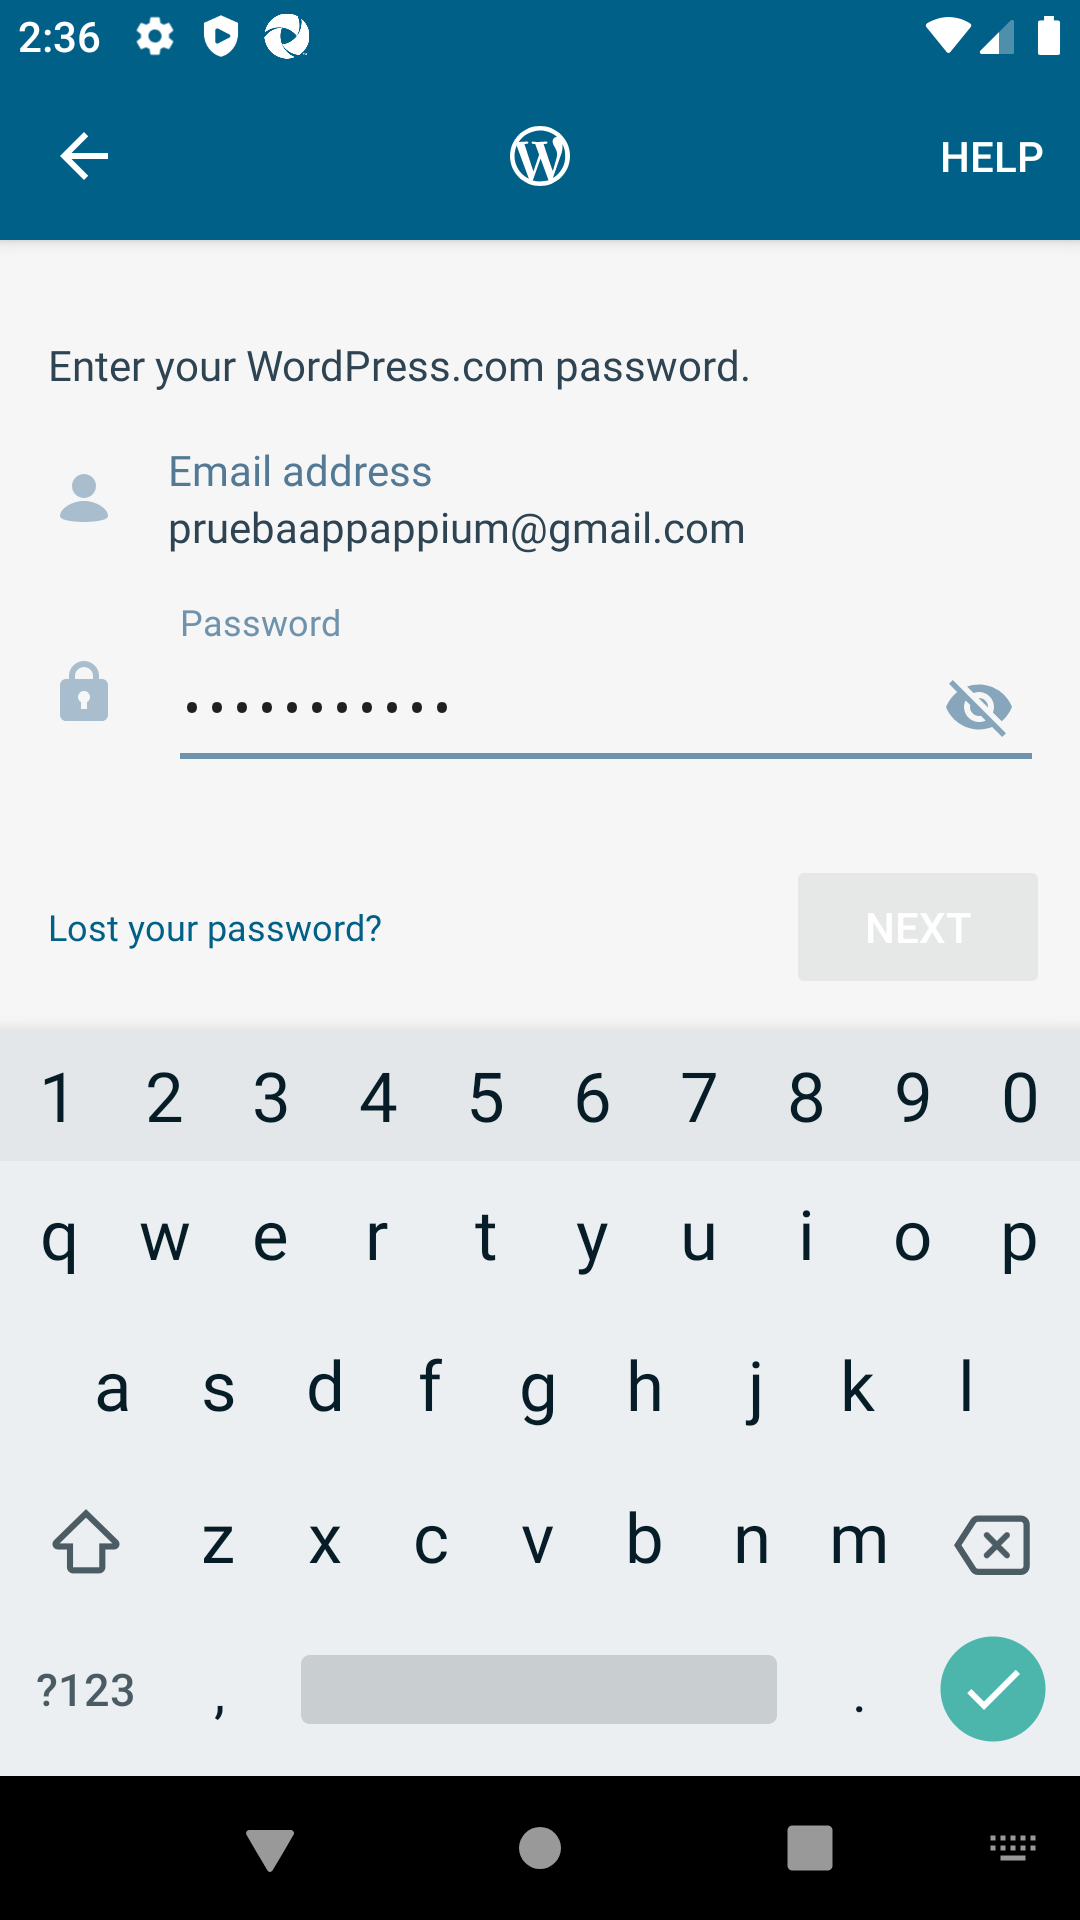 2:36
HELP
Enter your WordPress.com password.
Email address
pruebaappappium@gmail.com
Password
•••••••••••
Lost your password?
NEXT
1 2 3 4 5 6 7 8 9 0
q w e r t y u i o p
a s d f g h j k l
z x c v b n m
?123 , .